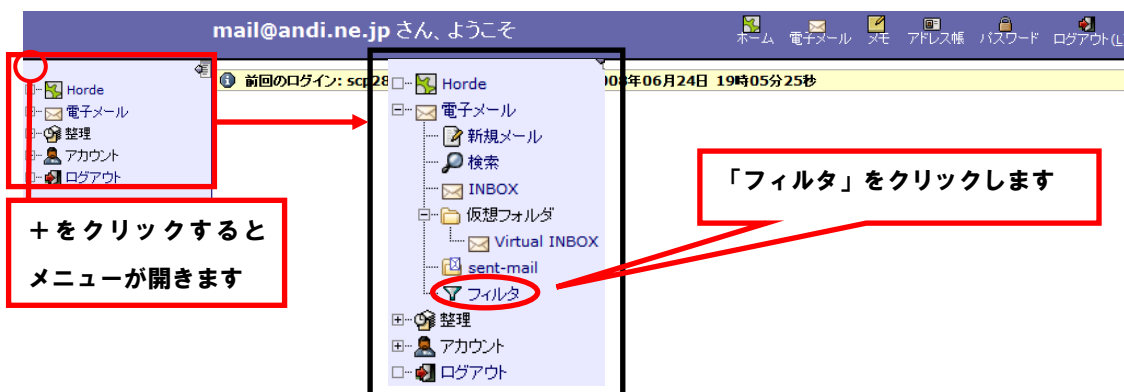 mail@andi.ne.jp さん、ようこそ
ホーム 電子メール メモ アドレス帳 パスワード ログアウト(L
前回のログイン: scp28
008年06月24日 19時05分25秒
Horde
電子メール
整理
アカウント
ログアウト
+をクリックすると
メニューが開きます
Horde
電子メール
新規メール
検索
INBOX
仮想フォルダ
Virtual INBOX
sent-mail
フィルタ
整理
アカウント
ログアウト
「フィルタ」をクリックします